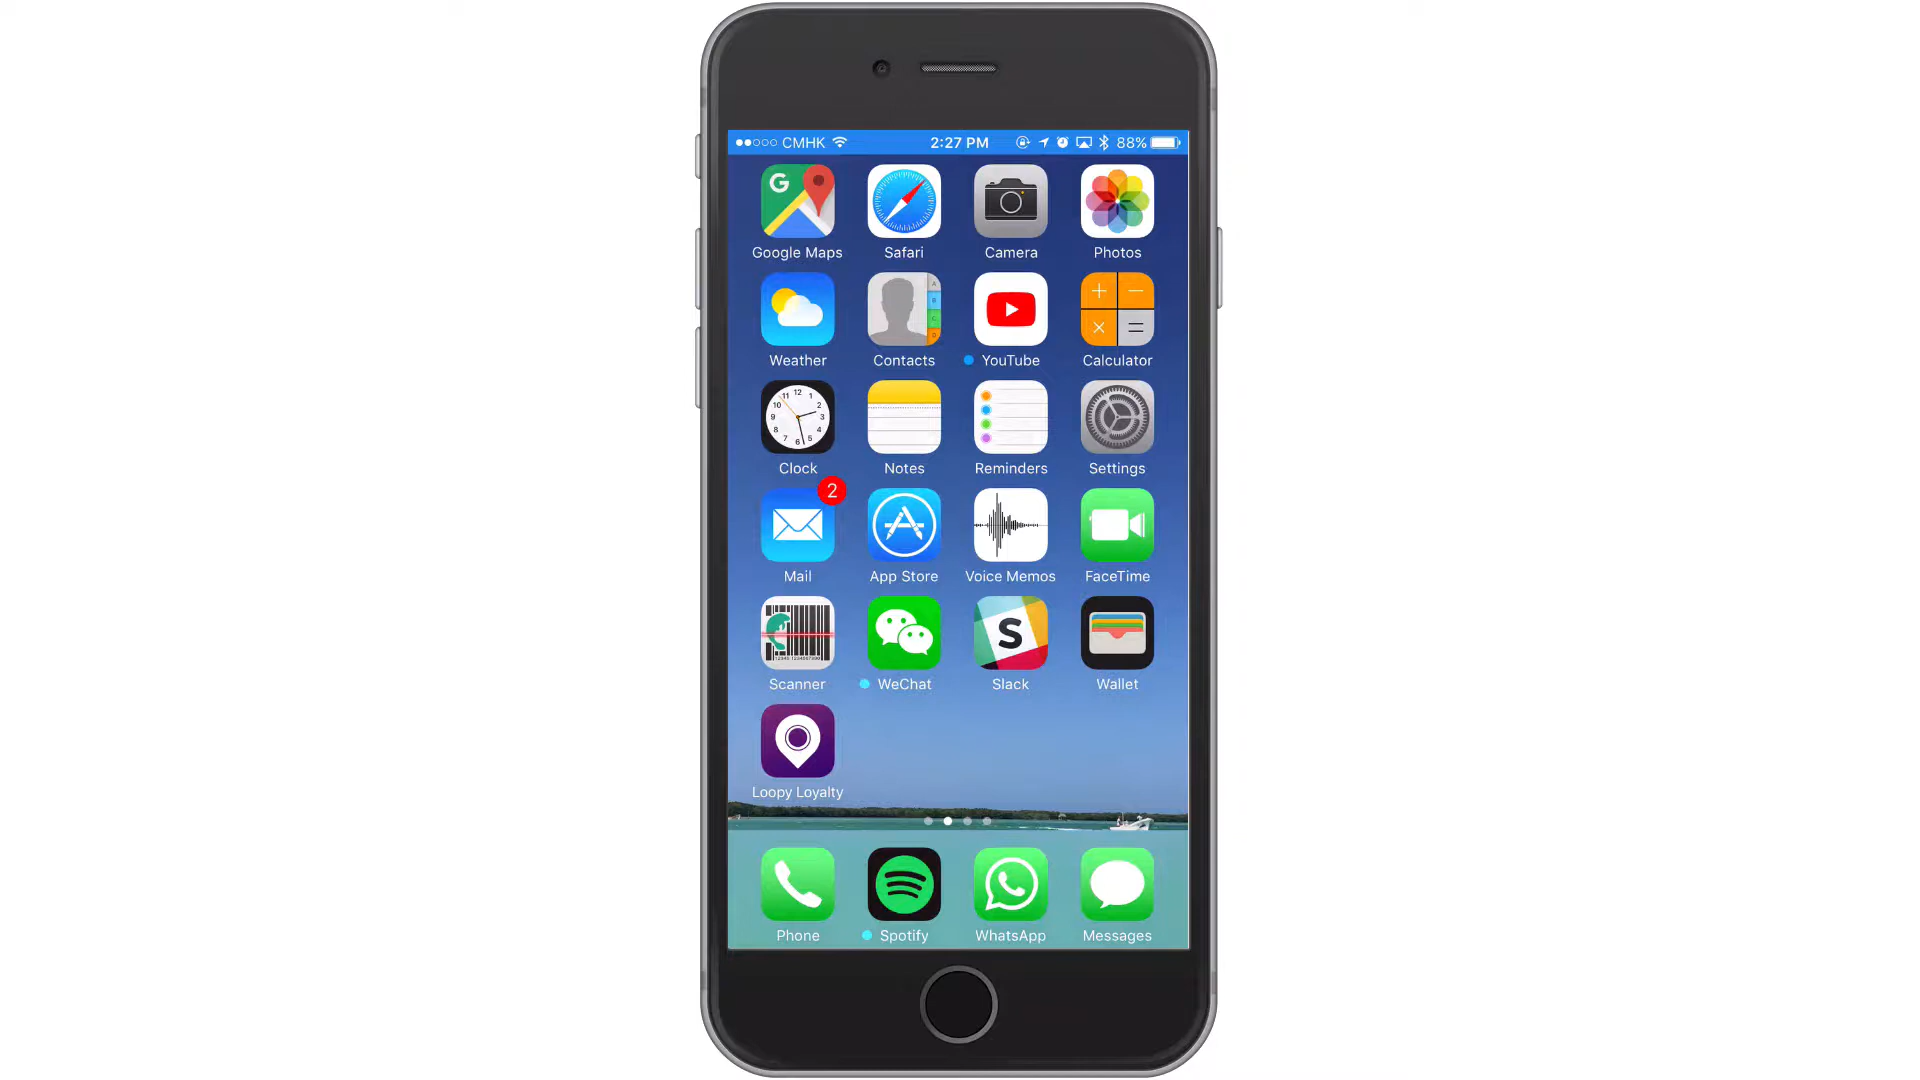 CMHK 2:27 PM 88%
G
Google Maps Safari Camera Photos
Weather Contacts YouTube Calculator
Clock Notes Reminders Settings
2
Mail App Store Voice Memos FaceTime
S
Scanner WeChat Slack Wallet
Loopy Loyalty
Phone Spotify WhatsApp Messages